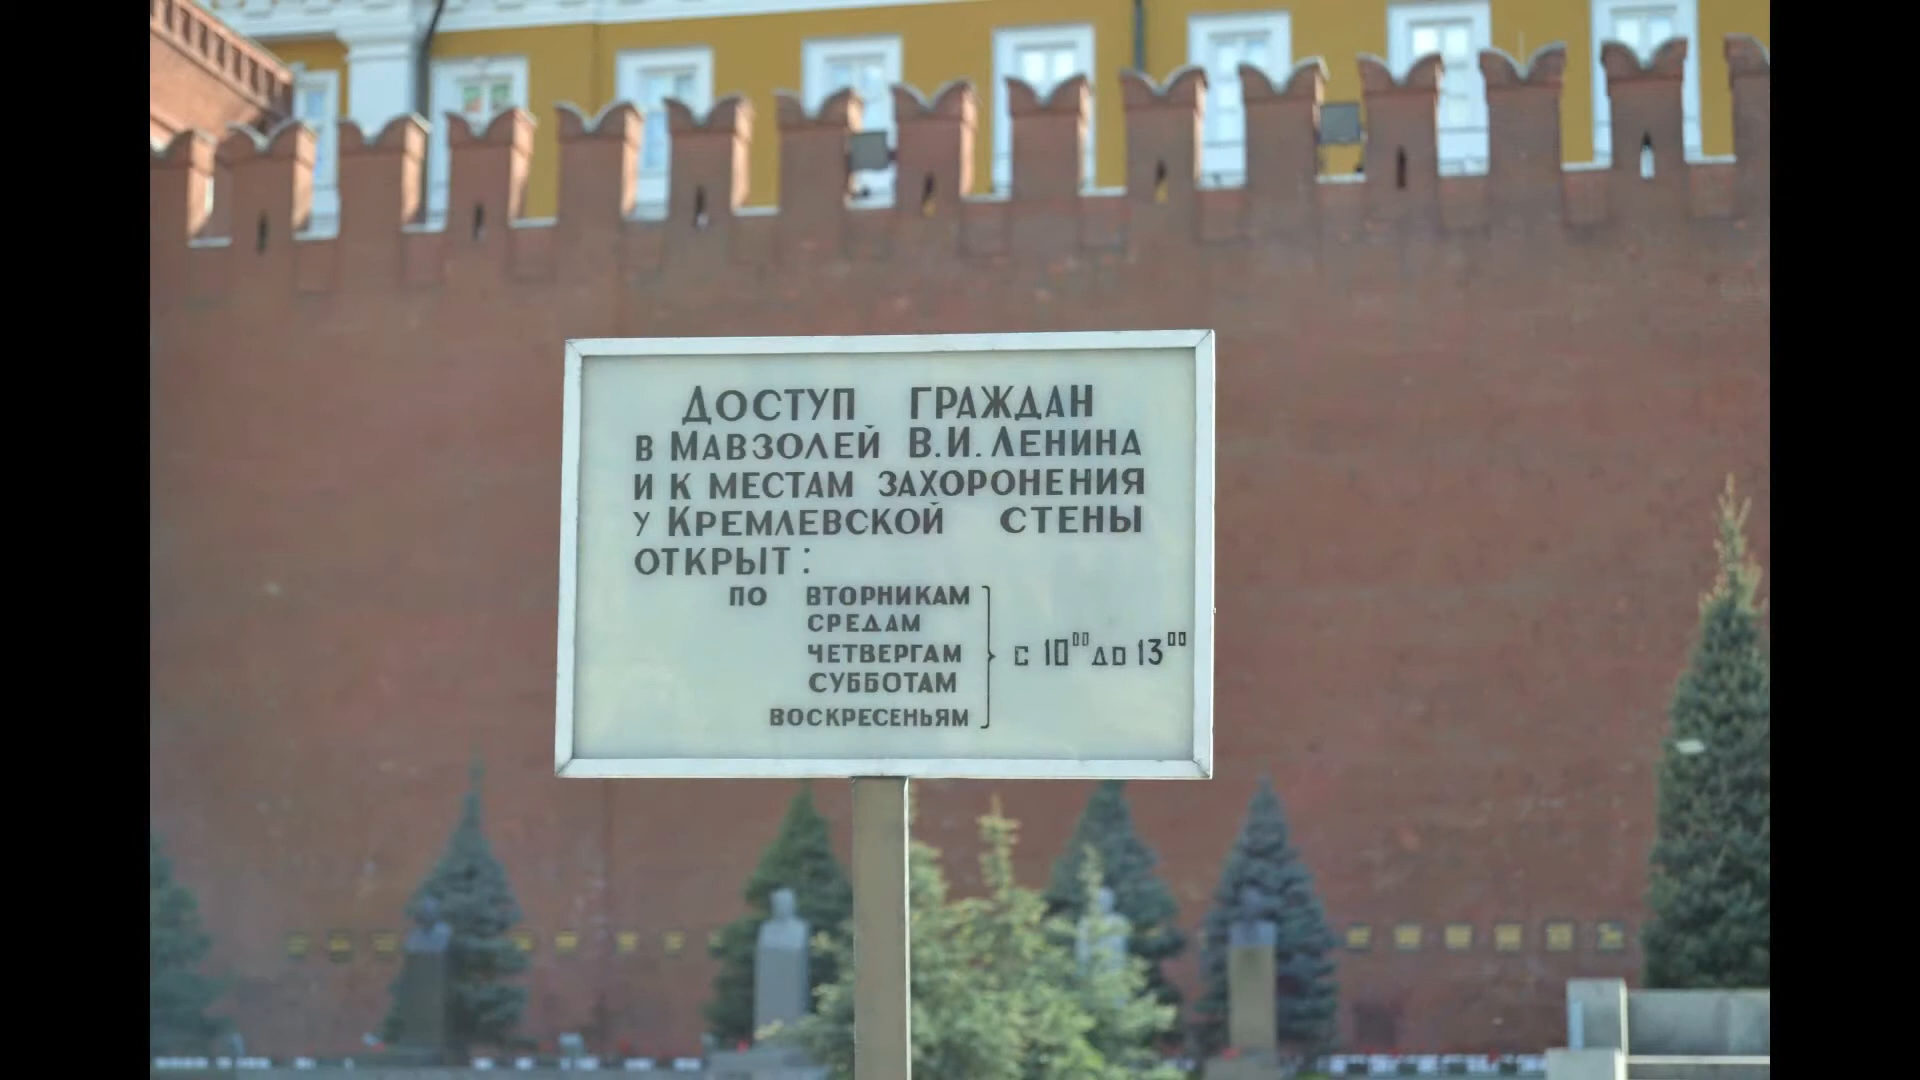 ДОСТУП ГРАЖДАН
В МАВЗОЛЕЙ В.И. ЛЕНИНА
И К МЕСТАМ ЗАХОРОНЕНИЯ
У КРЕМЛЕВСКОЙ СТЕНЫ
ОТКРЫТ:
ПО ВТОРНИКАМ
СРЕДАМ
ЧЕТВЕРГАМ С 10⁰⁰ ДО 13⁰⁰
СУББОТАМ
ВОСКРЕСЕНЬЯМ